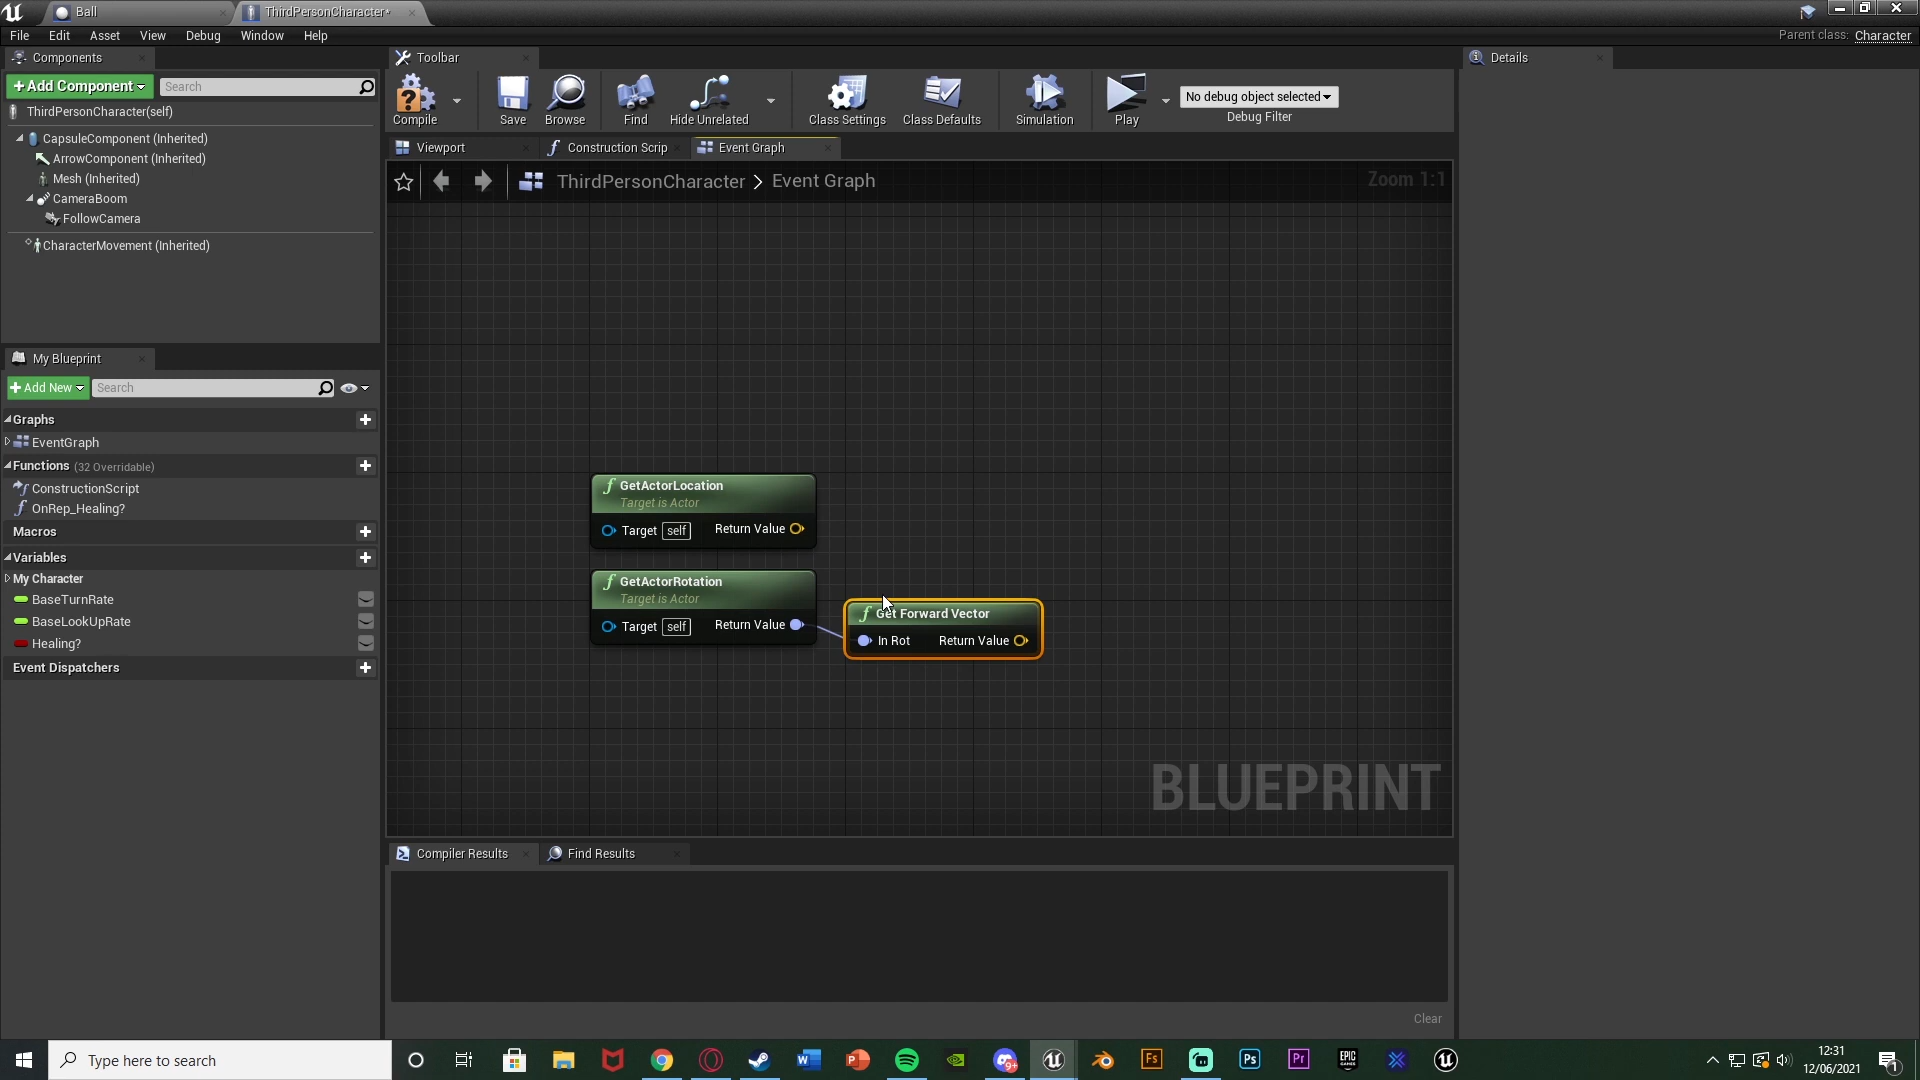 Ball
ThirdPersonCharacter*
File Edit Asset View Debug Window Help
Parent class: Character
Components
Toolbar
Details
+ Add Component
Search
ThirdPersonCharacter(self)
CapsuleComponent (Inherited)
ArrowComponent (Inherited)
Mesh (Inherited)
CameraBoom
FollowCamera
CharacterMovement (Inherited)
Compile
Save
Browse
Find
Hide Unrelated
Class Settings
Class Defaults
Simulation
Play
No debug object selected
Debug Filter
Viewport
Construction Scrip
Event Graph
ThirdPersonCharacter > Event Graph
Zoom 1:1
My Blueprint
+ Add New
Search
Graphs
EventGraph
Functions (32 Overridable)
ConstructionScript
OnRep_Healing?
Macros
Variables
My Character
BaseTurnRate
BaseLookUpRate
Healing?
Event Dispatchers
GetActorLocation
Target is Actor
Target self Return Value
GetActorRotation
Target is Actor
Target self Return Value
Get Forward Vector
In Rot Return Value
BLUEPRINT
Compiler Results
Find Results
Clear
Type here to search
12:31
12/06/2021